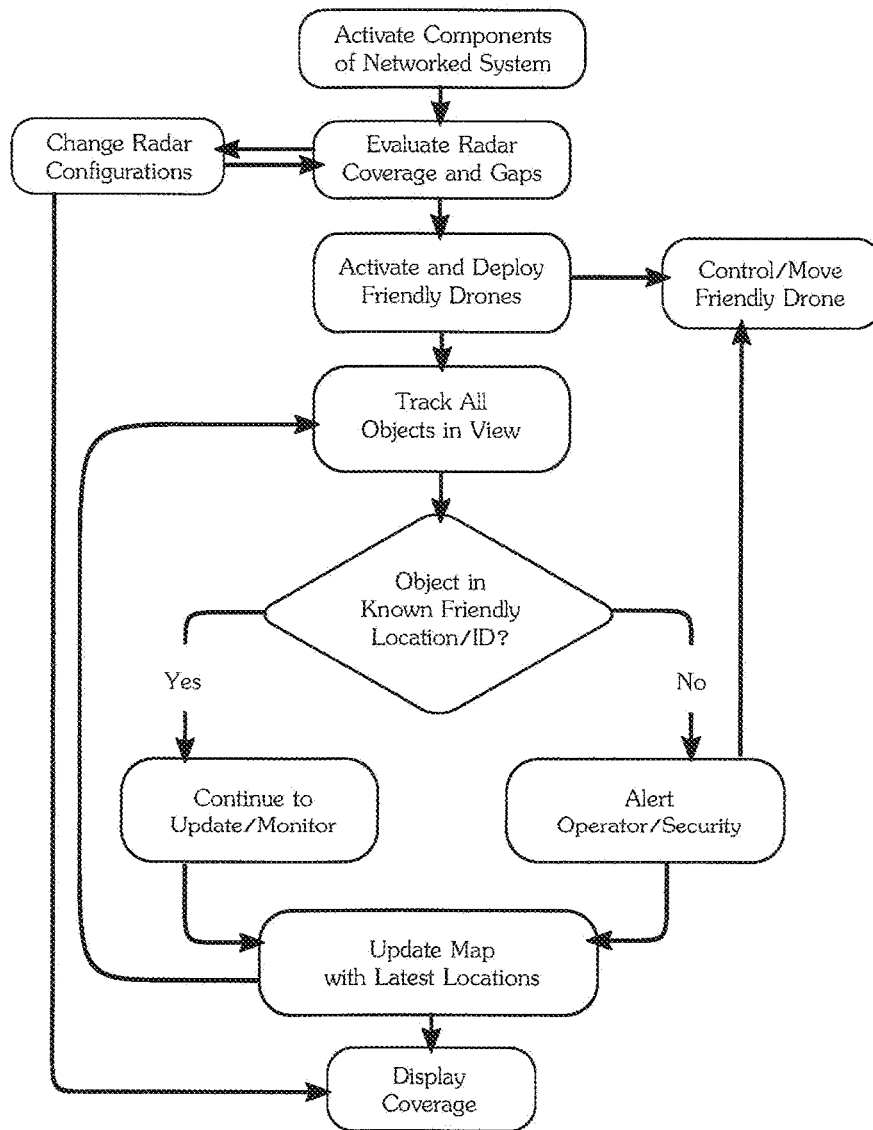 Activate Components
of Networked System
Change Radar
Configurations
Evaluate Radar
Coverage and Gaps
Activate and Deploy
Friendly Drones
Control/Move
Friendly Drone
Track All
Objects in View
Object in
Known Friendly
Location/ID?
Yes
No
Continue to
Update/Monitor
Alert
Operator/Security
Update Map
with Latest Locations
Display
Coverage